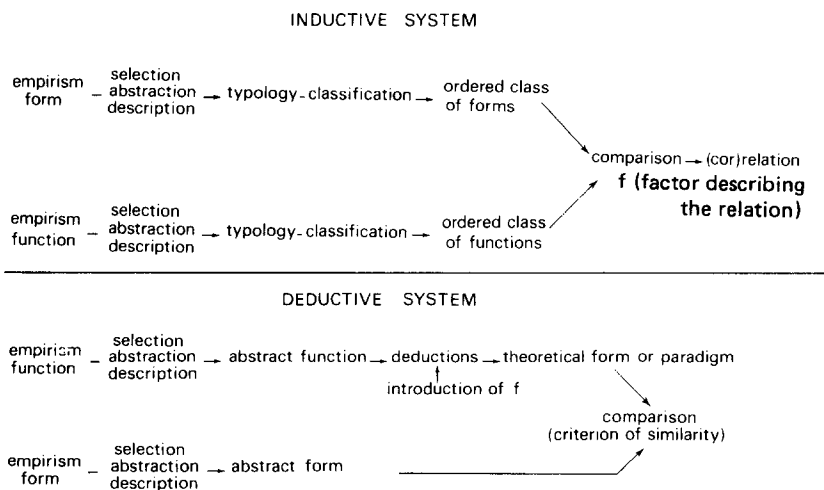 INDUCTIVE SYSTEM
empirism
form
selection
abstraction
description
typology-classification
ordered class
of forms
comparison → (cor)relation
f (factor describing
the relation)
empirism
function
selection
abstraction
description
typology-classification
ordered class
of functions
DEDUCTIVE SYSTEM
empirism
function
selection
abstraction
description
abstract function
deductions
theoretical form or paradigm
introduction of f
comparison
(criterion of similarity)
empirism
form
selection
abstraction
description
abstract form